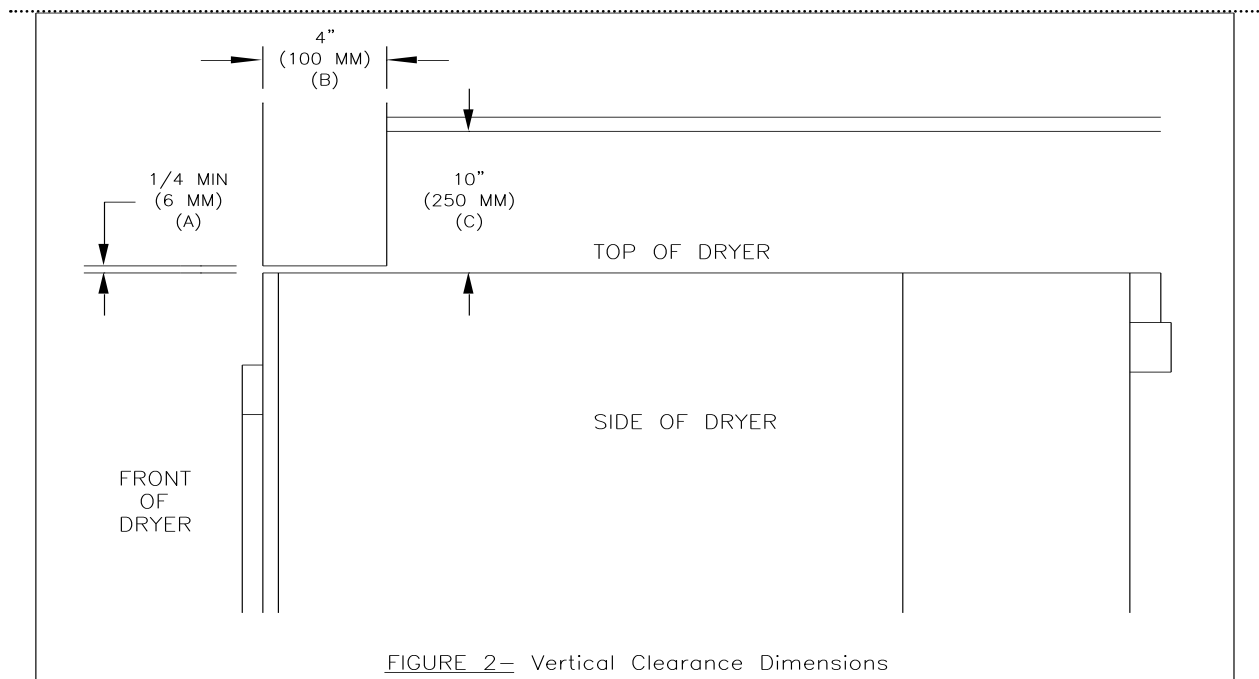 4”
(100 MM)
(B)
1/4 MIN
(6 MM)
(A)
10”
(250 MM)
(C)
TOP OF DRYER
SIDE OF DRYER
FRONT
OF
DRYER
FIGURE 2– Vertical Clearance Dimensions